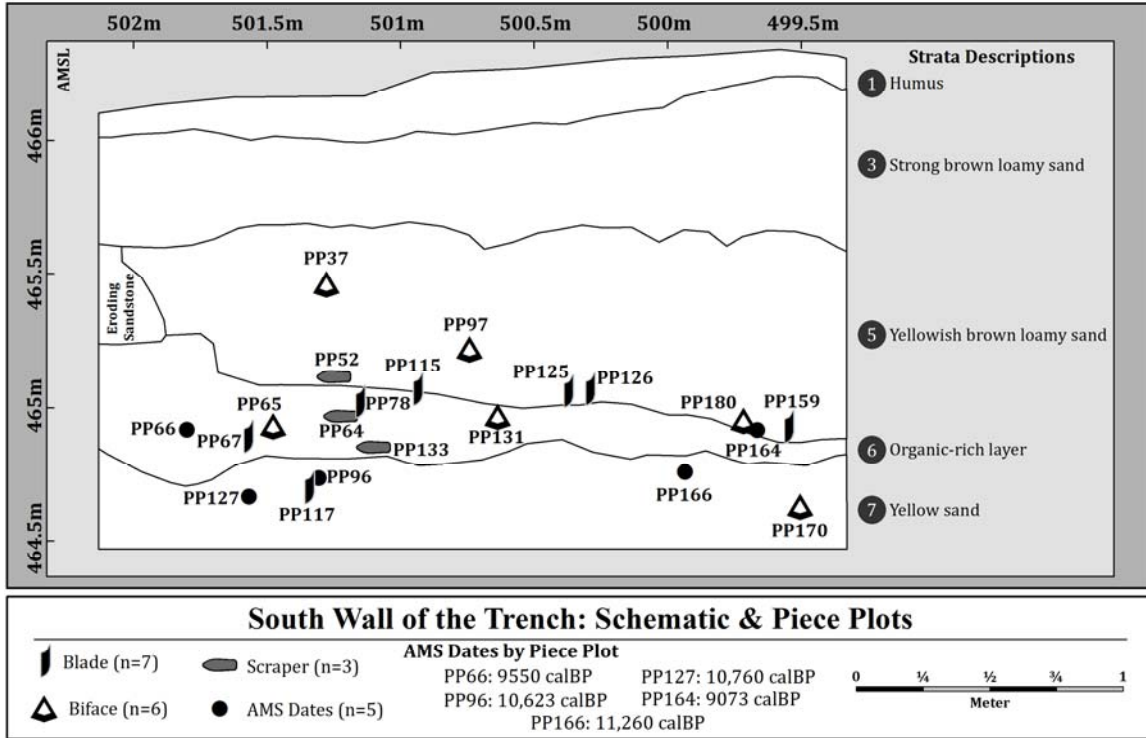 502m 501.5m 501m 500.5m 500m 499.5m
AMSL
466m
465.5m
465m
464.5m
Strata Descriptions
1 Humus
3 Strong brown loamy sand
5 Yellowish brown loamy sand
6 Organic-rich layer
7 Yellow sand
Eroding
Sandstone
PP37
PP97
PP52
PP115
PP125
PP126
PP65
PP78
PP180
PP159
PP66
PP67
PP64
PP131
PP164
PP133
PP96
PP166
PP127
PP117
PP170
South Wall of the Trench: Schematic & Piece Plots
Blade (n=7)
Scraper (n=3)
Biface (n=6)
AMS Dates (n=5)
AMS Dates by Piece Plot
PP66: 9550 calBP PP127: 10,760 calBP
PP96: 10,623 calBP PP164: 9073 calBP
PP166: 11,260 calBP
0 ¼ ½ ¾ 1
Meter